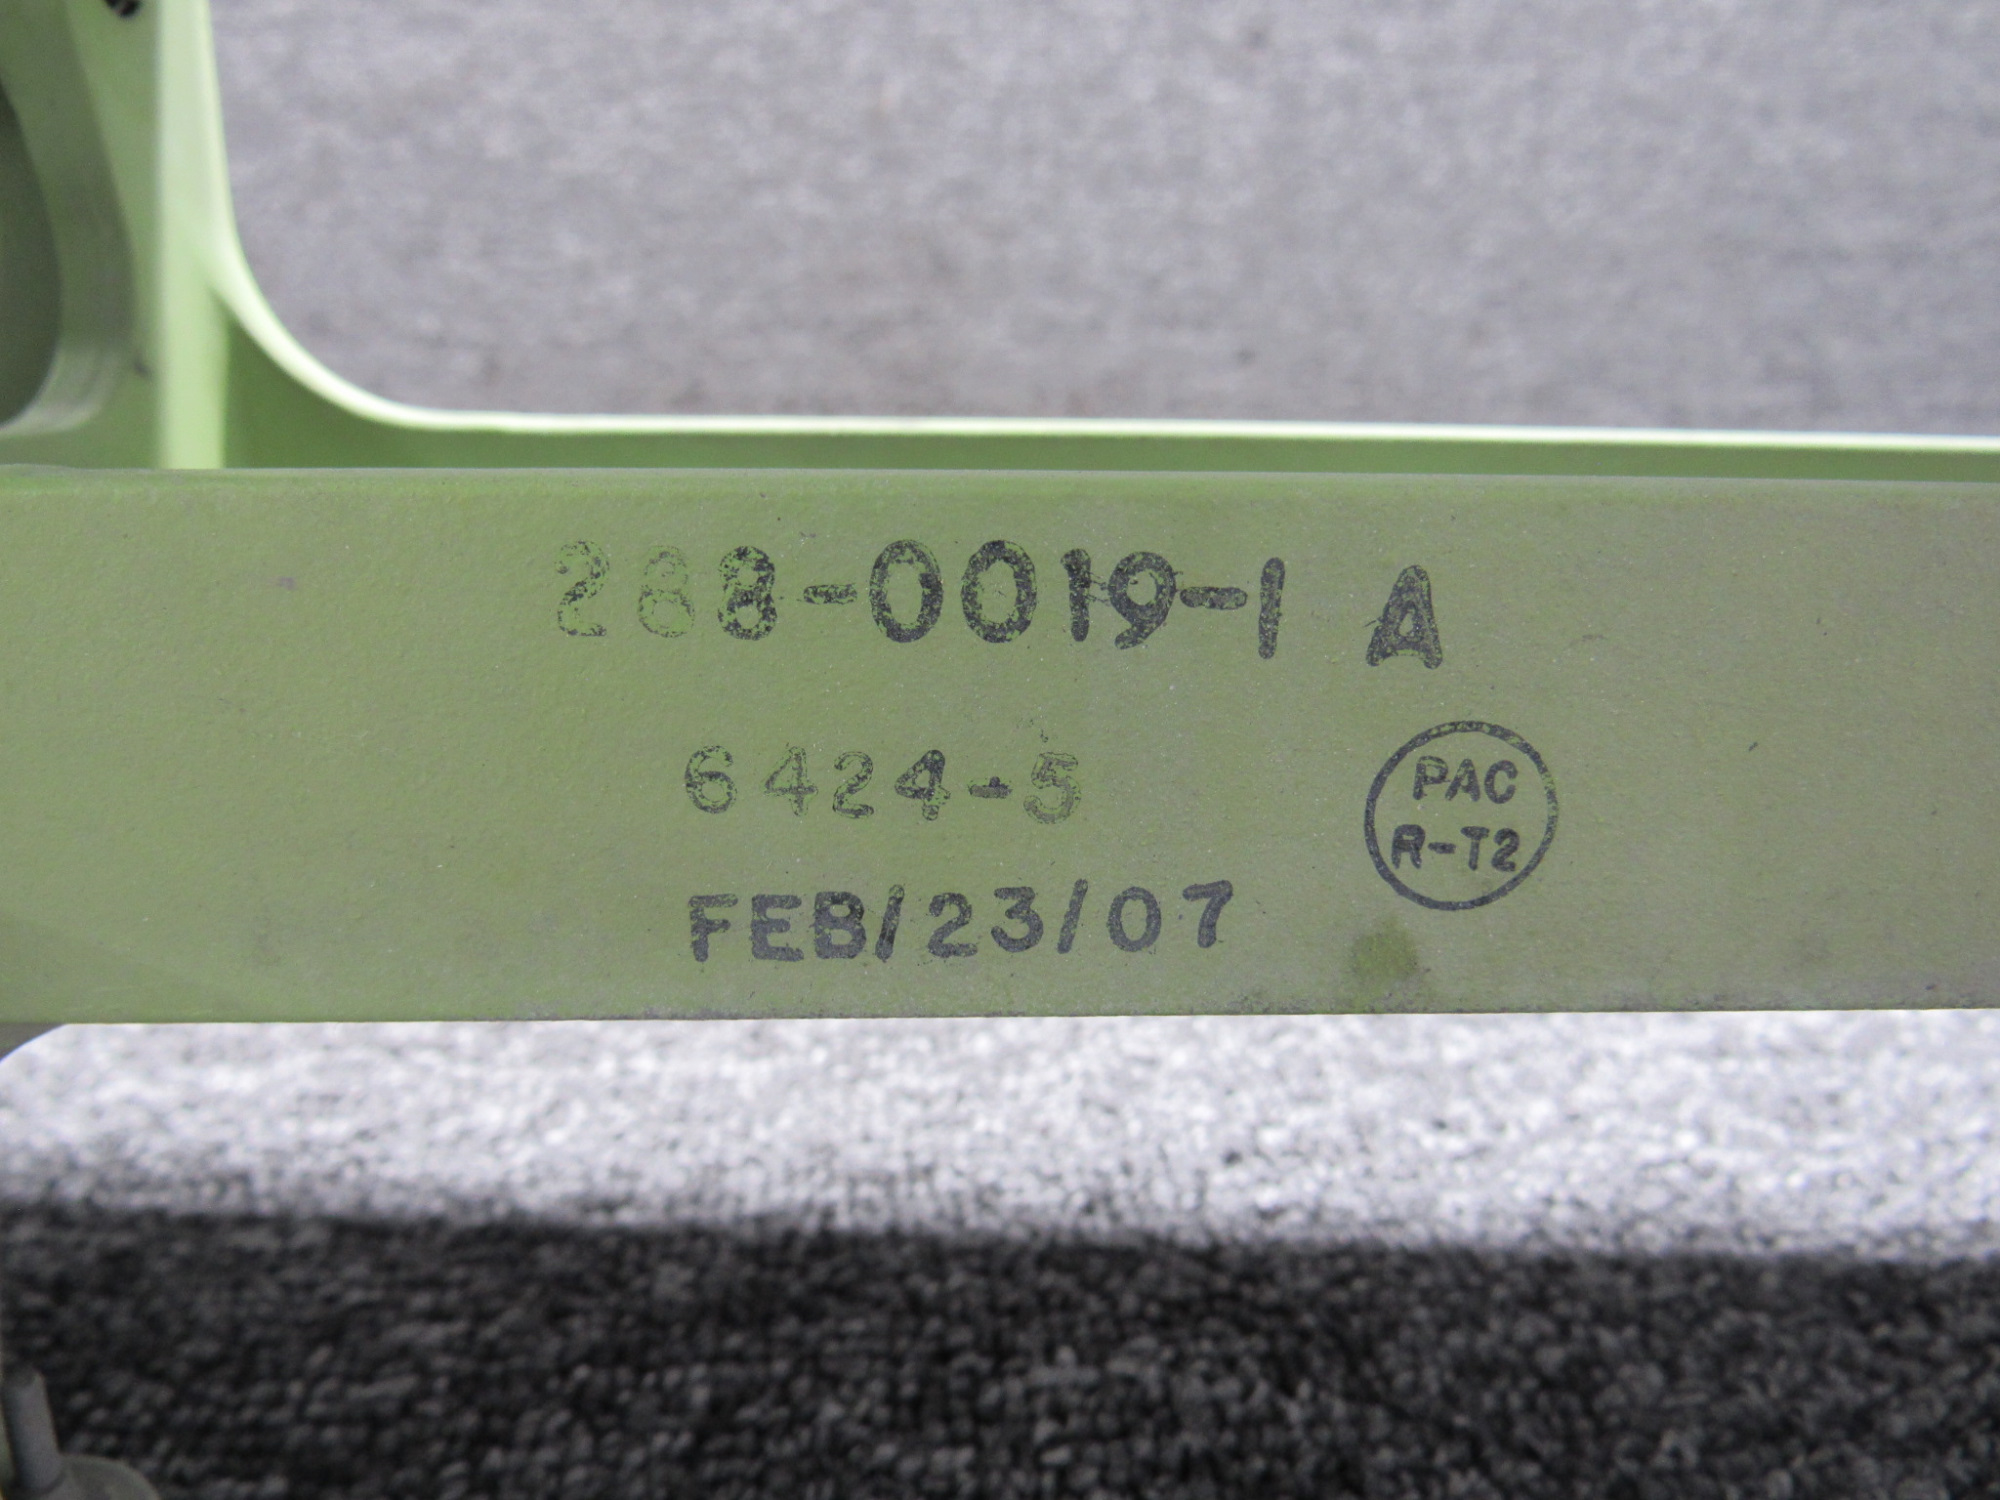 288-0019-1 A
6424-5
FEB/23/07
PAC
R-T2